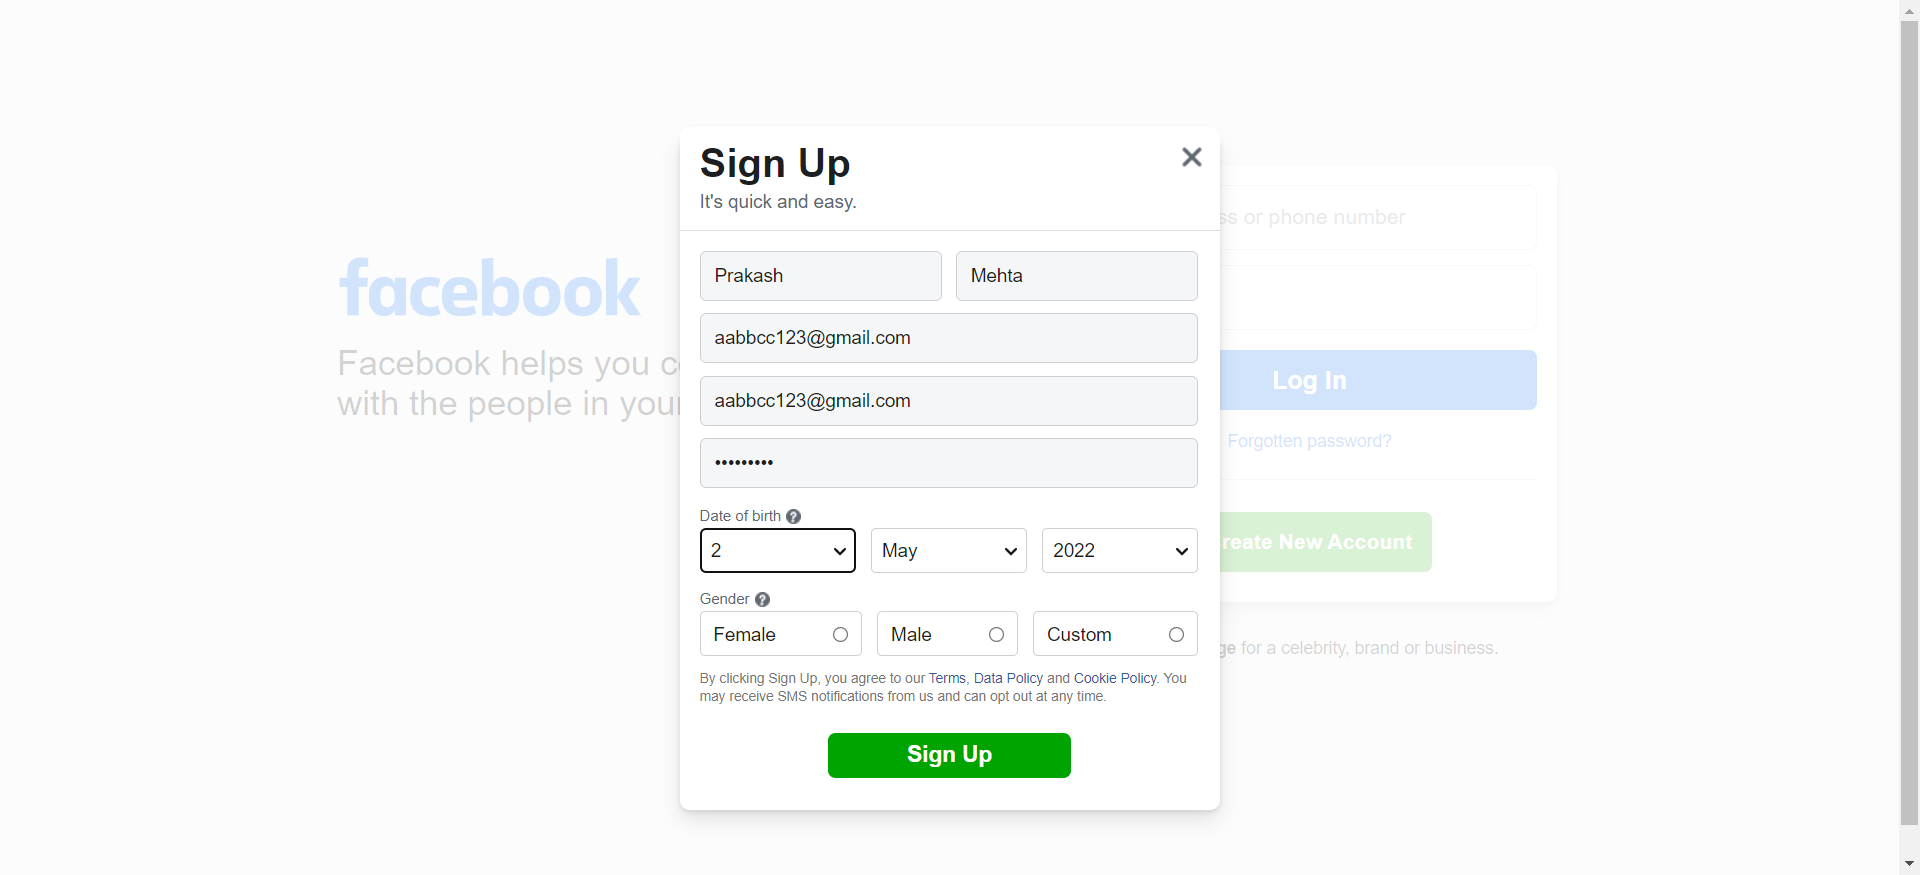 Sign Up
It's quick and easy.
Prakash
Mehta
aabbcc123@gmail.com
aabbcc123@gmail.com
•••••••••
Date of birth
2
May
2022
Gender
Female
Male
Custom
By clicking Sign Up, you agree to our Terms, Data Policy and Cookie Policy. You
may receive SMS notifications from us and can opt out at any time.
Sign Up
facebook
Facebook helps you
with the people in
or phone number
Log In
Forgotten password?
New Account
for a celebrity, brand or business.